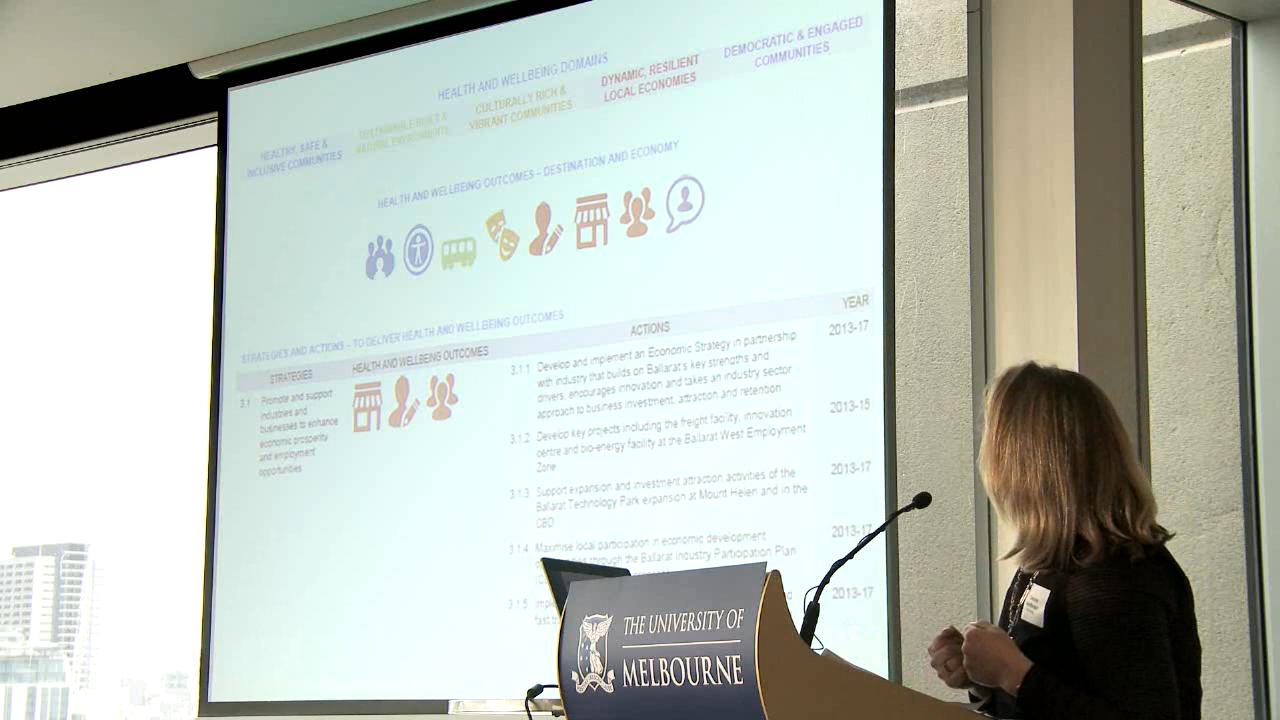 HEALTH AND WELLBEING DOMAINS
HEALTHY, SAFE &
INCLUSIVE COMMUNITIES
SUSTAINABLE BUILT &
NATURAL ENVIRONMENTS
CULTURALLY RICH &
VIBRANT COMMUNITIES
DYNAMIC, RESILIENT
LOCAL ECONOMIES
DEMOCRATIC & ENGAGED
COMMUNITIES
HEALTH AND WELLBEING OUTCOMES – DESTINATION AND ECONOMY
STRATEGIES AND ACTIONS – TO DELIVER HEALTH AND WELLBEING OUTCOMES
STRATEGIES
HEALTH AND WELLBEING OUTCOMES
ACTIONS
YEAR
3.1 Promote and support
industries and
businesses to enhance
economic prosperity
and employment
opportunities
3.1.1 Develop and implement an Economic Strategy in partnership
with industry that builds on Ballarat's key strengths and
drivers, encourages innovation and takes an industry sector
approach to business investment, attraction and retention
2013-17
3.1.2 Develop key projects including the freight facility, innovation
centre and bio-energy facility at the Ballarat West Employment
Zone
2013-15
3.1.3 Support expansion and investment attraction activities of the
Ballarat Technology Park expansion at Mount Helen and in the
CBD
2013-17
3.1.4 Maximise local participation in economic development
through the Ballarat Industry Participation Plan
2013-17
3.1.5
fast
2013-17
THE UNIVERSITY OF
MELBOURNE